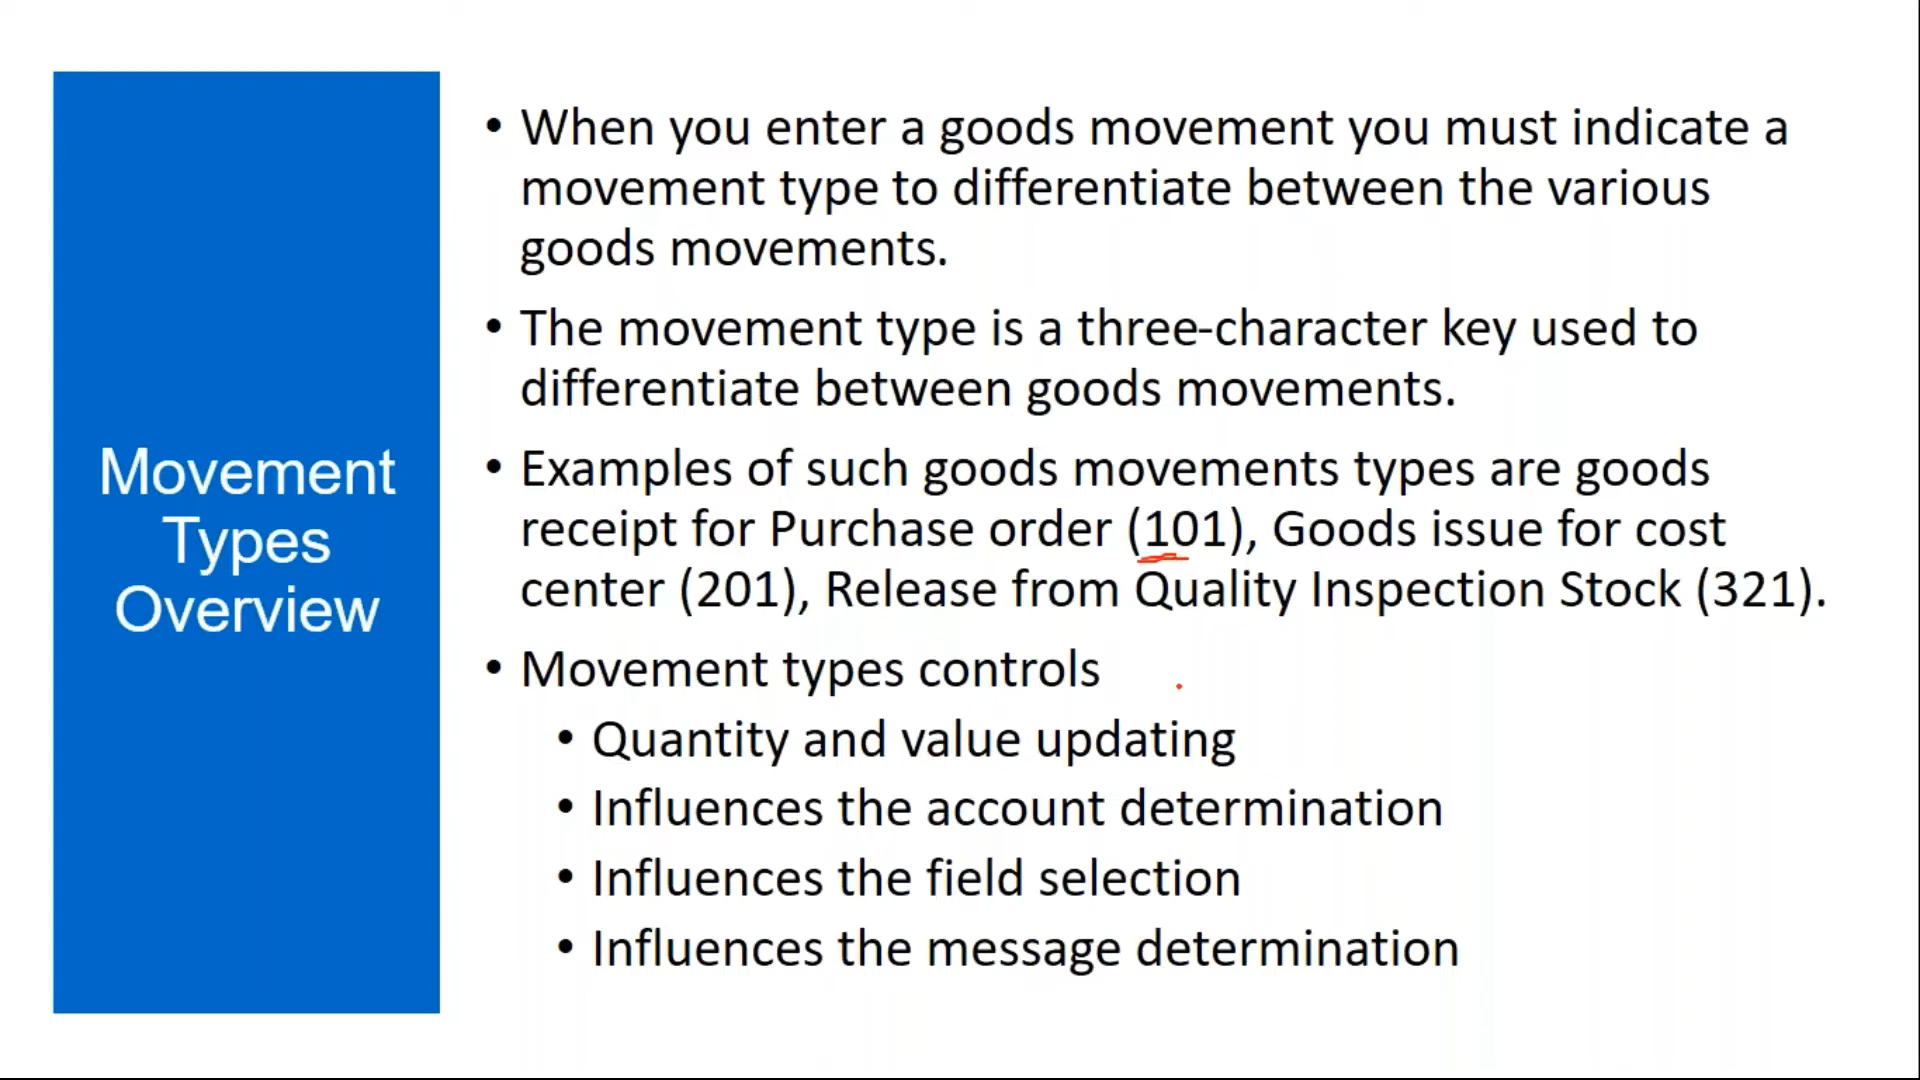 Movement
Types
Overview
• When you enter a goods movement you must indicate a
movement type to differentiate between the various
goods movements.
• The movement type is a three-character key used to
differentiate between goods movements.
• Examples of such goods movements types are goods
receipt for Purchase order (101), Goods issue for cost
center (201), Release from Quality Inspection Stock (321).
• Movement types controls
• Quantity and value updating
• Influences the account determination
• Influences the field selection
• Influences the message determination